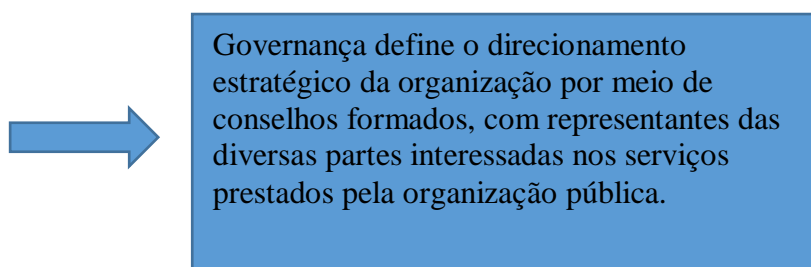 Governança define o direcionamento
estratégico da organização por meio de
conselhos formados, com representantes das
diversas partes interessadas nos serviços
prestados pela organização pública.